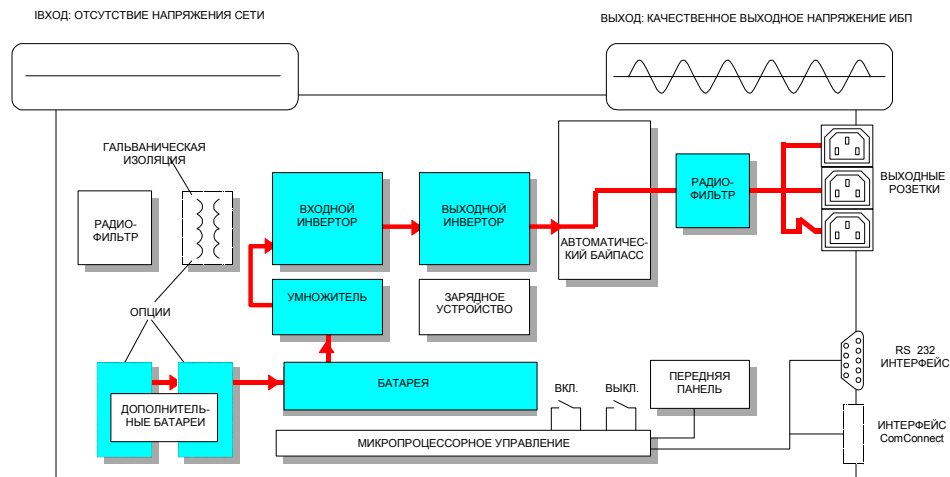 IВХОД: ОТСУТСТВИЕ НАПРЯЖЕНИЯ СЕТИ
ВЫХОД: КАЧЕСТВЕННОЕ ВЫХОДНОЕ НАПРЯЖЕНИЕ ИБП
ГАЛЬВАНИЧЕСКАЯ
ИЗОЛЯЦИЯ
РАДИО-
ФИЛЬТР
ВХОДНОЙ
ИНВЕРТОР
ВЫХОДНОЙ
ИНВЕРТОР
АВТОМАТИЧЕС-
КИЙ БАЙПАСС
РАДИО-
ФИЛЬТР
ВЫХОДНЫЕ
РОЗЕТКИ
ОПЦИИ
УМНОЖИТЕЛЬ
ЗАРЯДНОЕ
УСТРОЙСТВО
ДОПОЛНИТЕЛЬ-
НЫЕ БАТАРЕИ
БАТАРЕЯ
ВКЛ.
ВЫКЛ.
ПЕРЕДНЯЯ
ПАНЕЛЬ
RS 232
ИНТЕРФЕЙС
МИКРОПРОЦЕССОРНОЕ УПРАВЛЕНИЕ
ИНТЕРФЕЙС
ComConnect